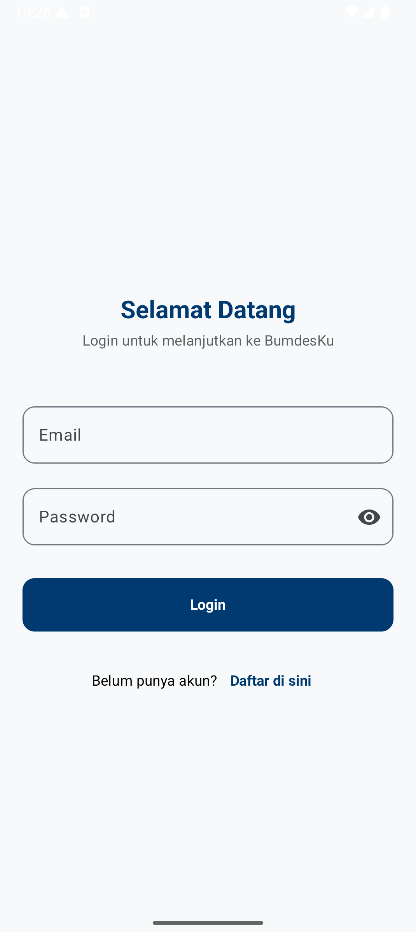 10:26
Selamat Datang
Login untuk melanjutkan ke BumdesKu
Email
Password
Login
Belum punya akun? Daftar di sini